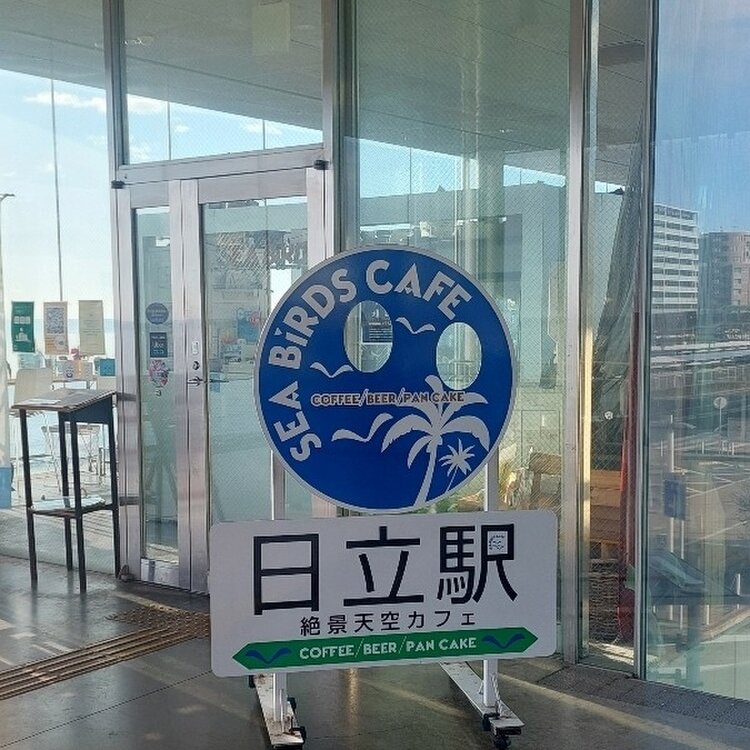 SEA BiRDS CAFE
COFFEE/BEER/PAN CAKE
日立駅
絶景天空カフェ
COFFEE/BEER/PAN CAKE